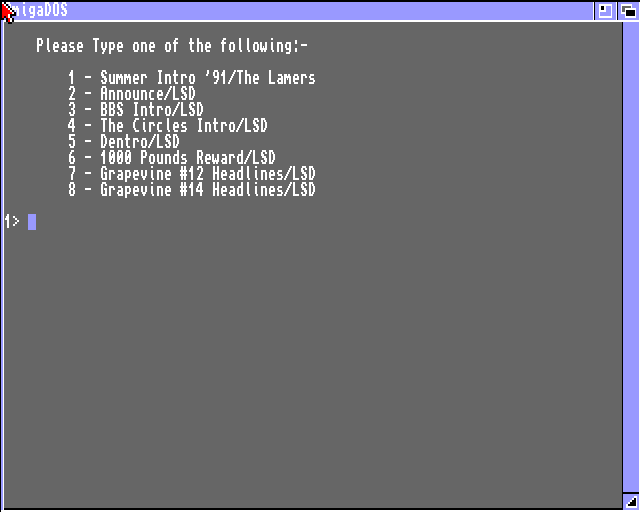 AmigaDOS
Please Type one of the following:-
1 - Summer Intro '91/The Lamers
2 - Announce/LSD
3 - BBS Intro/LSD
4 - The Circles Intro/LSD
5 - Dentro/LSD
6 - 1000 Pounds Reward/LSD
7 - Grapevine #12 Headlines/LSD
8 - Grapevine #14 Headlines/LSD
1>